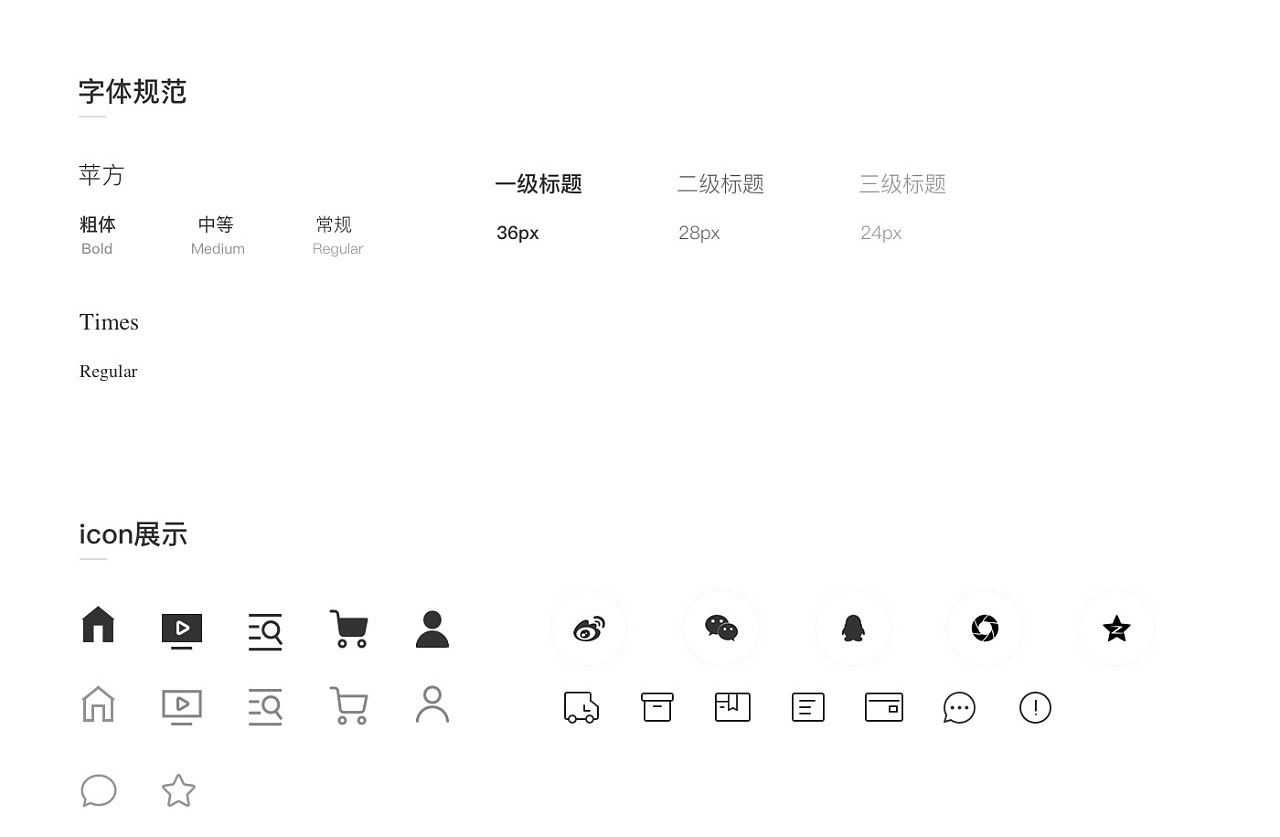 字体规范
苹方
粗体 中等 常规
Bold Medium Regular
一级标题 二级标题 三级标题
36px 28px 24px
Times
Regular
icon展示